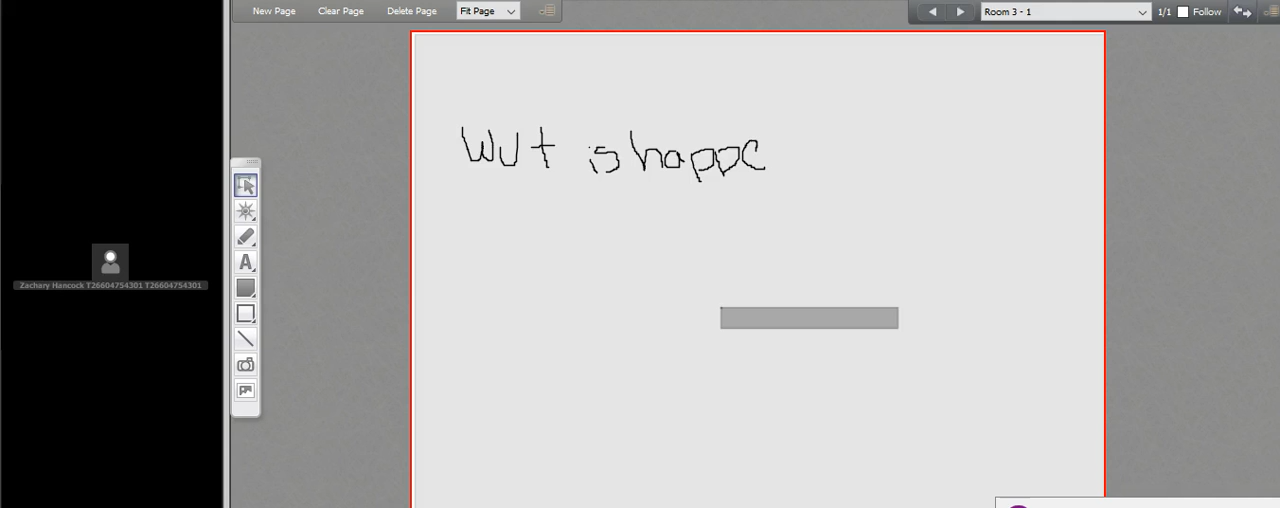 New Page Clear Page Delete Page Fit Page Room 3 - 1 1/1 Follow
Wut is happe
A
Zachary Hancock T26604754301 T26604754301